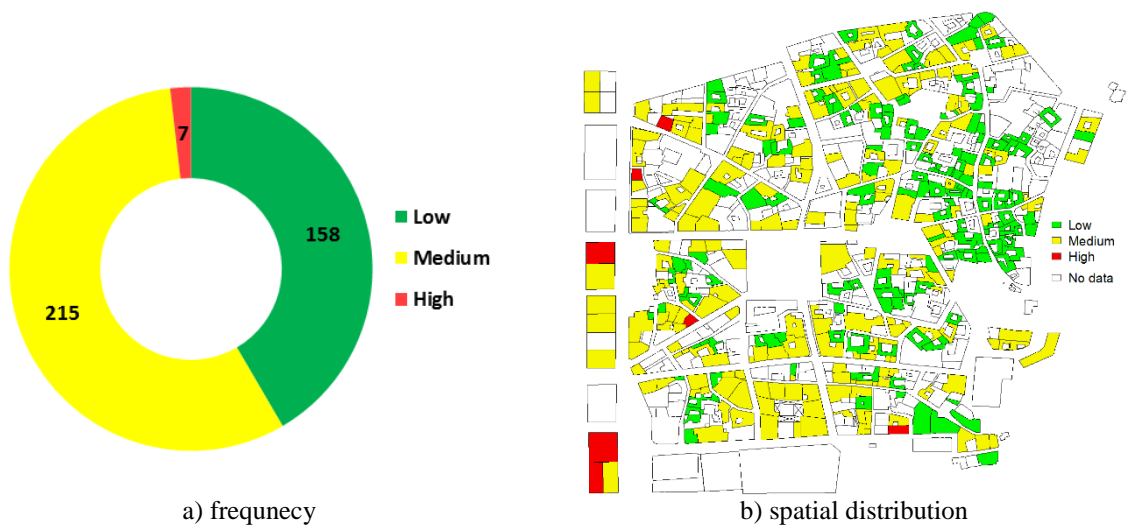 7
158
215
Low
Medium
High
Low
Medium
High
No data
a) frequnecy
b) spatial distribution